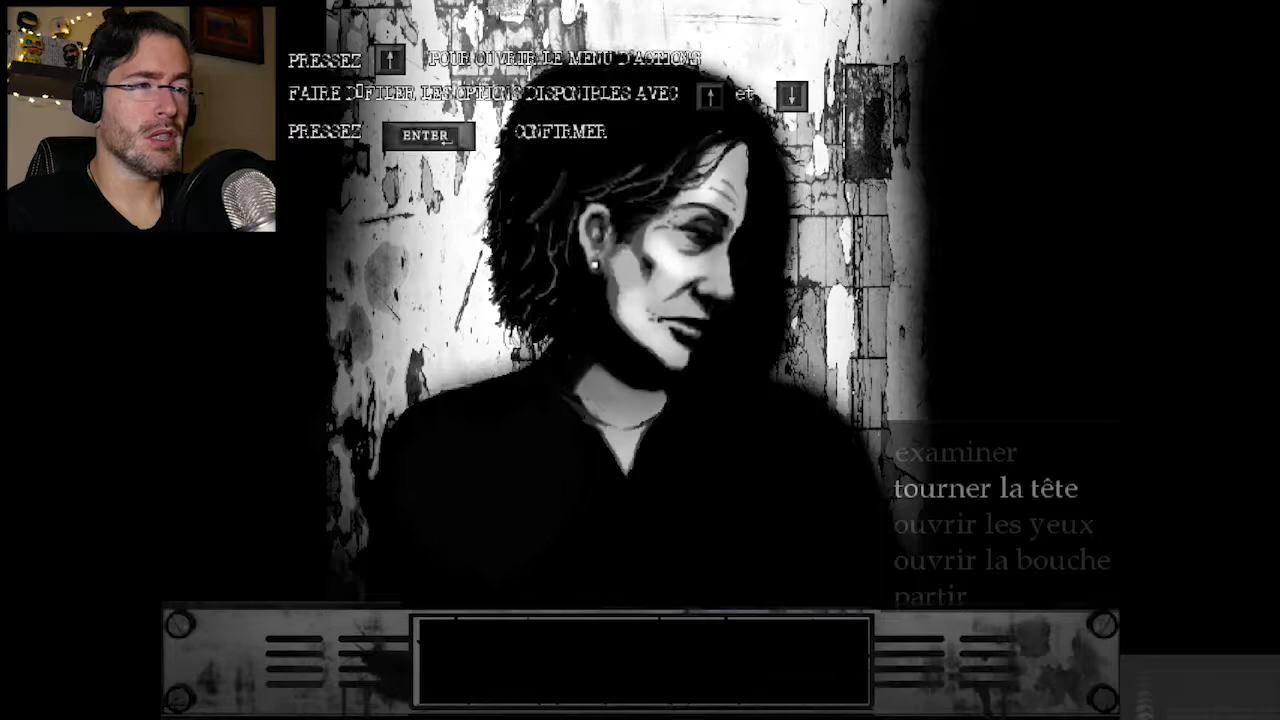 PRESSEZ ↑ POUR OUVRIR LE MENU D'ACTIONS
FAIRE D▯FILER LES OPTIONS DISPONIBLES AVEC ↑ et ↓
PRESSEZ ENTER CONFIRMER
examiner
tourner la tête
ouvrir les yeux
ouvrir la bouche
partir